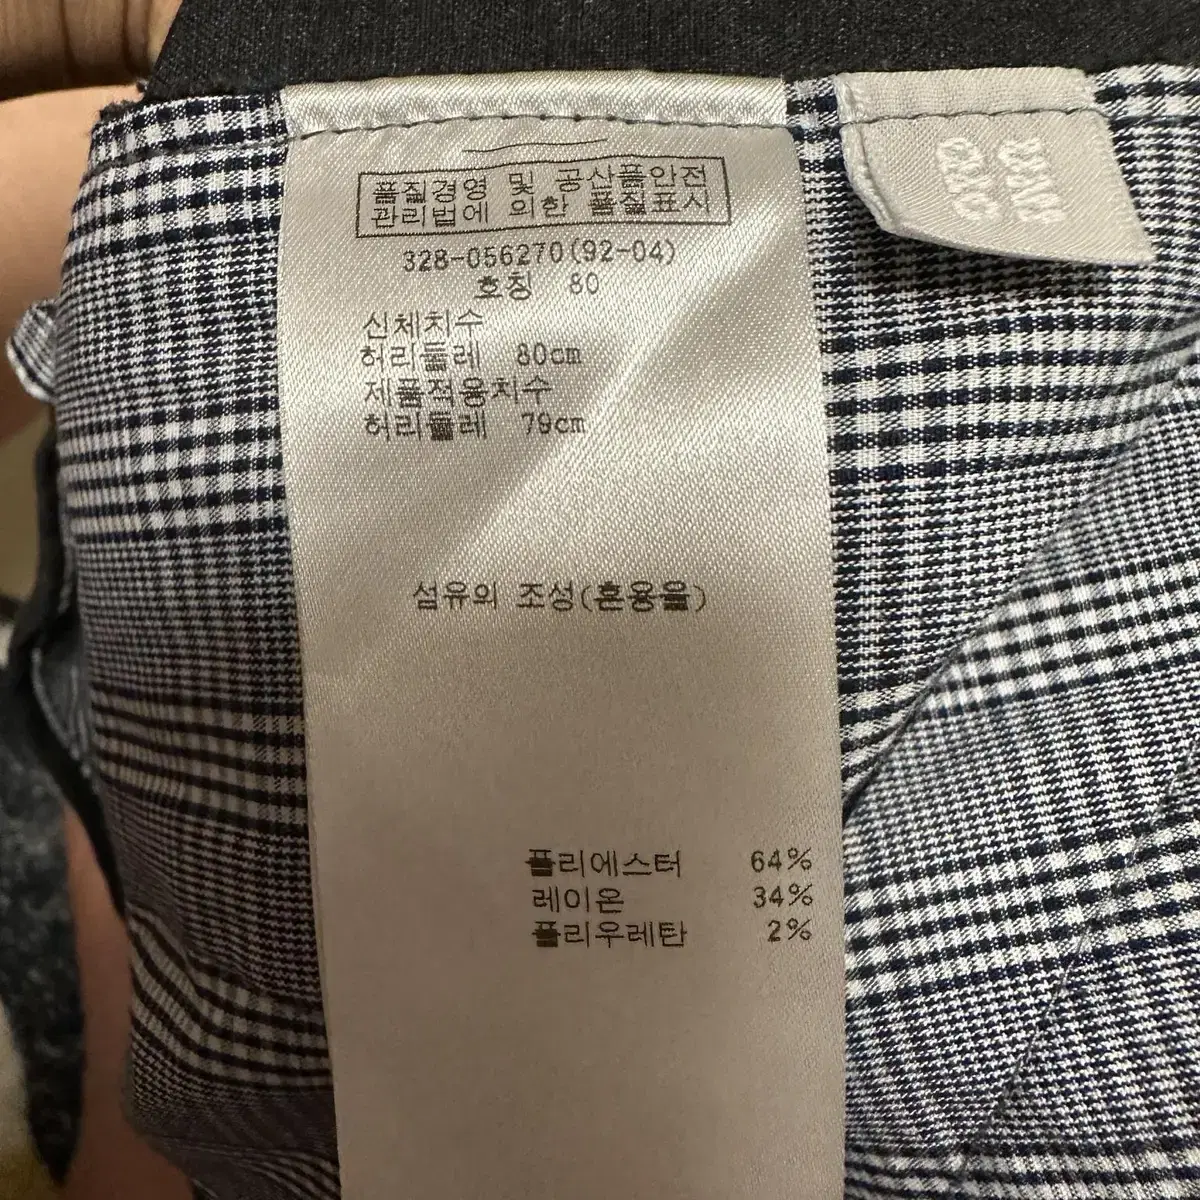 품질경영 및 공산품안전
관리법에 의한 품질표시
328-056270(92-04)
호칭 80
신체치수
허리둘레 80cm
제품적용치수
허리둘레 79cm
섬유의 조성(혼용율)
폴리에스터 64%
레이온 34%
폴리우레탄 2%